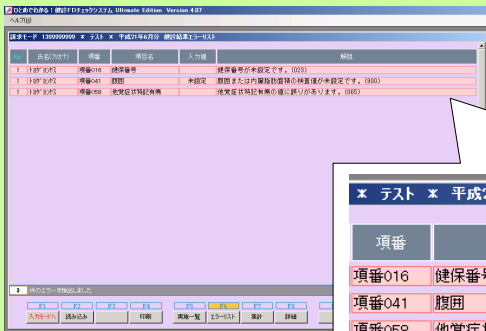 ひとめでわかる！健診FDチェックシステム Ultimate Edition Version 4.07
ヘルプ(H)
請求モード 1399999999 * テスト * 平成21年6月分 健診結果エラーリスト
No 氏名(フリガナ) 項番 項目名 入力値 解説
1 項番016 健保番号 健保番号が未設定です。(023)
1 項番041 腹囲 未設定 腹囲または内臓脂肪面積の検査値が未設定です。(900)
1 項番058 他覚症状特記有無 他覚症状特記有無の値に誤りがあります。(065)
* テスト * 平成2
項番
項番016 健保番号
項番041 腹囲
項番058 他覚症
3 件のエラーを検出しました
F1 F2 F3 F4 F5 F6 F7 F8
入力モードへ 読み込み 印刷 実施一覧 エラーリスト 集計 詳細